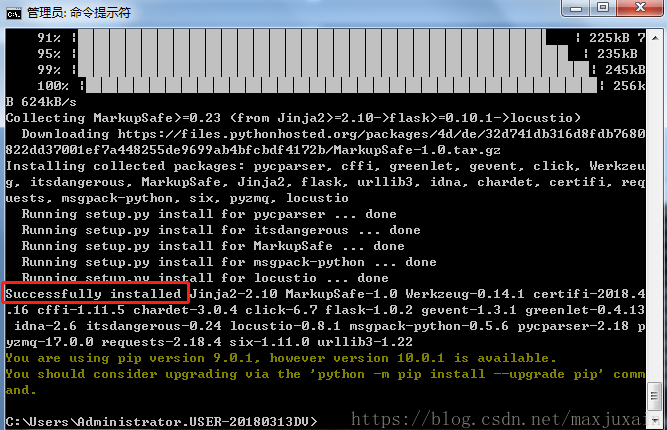 管理员: 命令提示符
91% | 225kB 7
95% | 235kB
99% | 245kB
100% | 256k
B 624kB/s
Collecting MarkupSafe>=0.23 (from Jinja2>=2.10->flask>=0.10.1->locustio)
Downloading https://files.pythonhosted.org/packages/4d/de/32d741db316d8fdb7680
822dd37001ef7a448255de9699ab4bfcbdf4172b/MarkupSafe-1.0.tar.gz
Installing collected packages: pycparser, cffi, greenlet, gevent, click, Werkzeu
g, itsdangerous, MarkupSafe, Jinja2, flask, urllib3, idna, chardet, certifi, req
uests, msgpack-python, six, pyzmq, locustio
Running setup.py install for pycparser ... done
Running setup.py install for itsdangerous ... done
Running setup.py install for MarkupSafe ... done
Running setup.py install for msgpack-python ... done
Running setup.py install for locustio ... done
Successfully installed Jinja2-2.10 MarkupSafe-1.0 Werkzeug-0.14.1 certifi-2018.4
.16 cffi-1.11.5 chardet-3.0.4 click-6.7 flask-1.0.2 gevent-1.3.1 greenlet-0.4.13
idna-2.6 itsdangerous-0.24 locustio-0.8.1 msgpack-python-0.5.6 pycparser-2.18 p
yzmq-17.0.0 requests-2.18.4 six-1.11.0 urllib3-1.22
You are using pip version 9.0.1, however version 10.0.1 is available.
You should consider upgrading via the 'python -m pip install --upgrade pip' comm
and.
C:\Users\Administrator.USER-20180313DU>
https://blog.csdn.net/maxjuxai